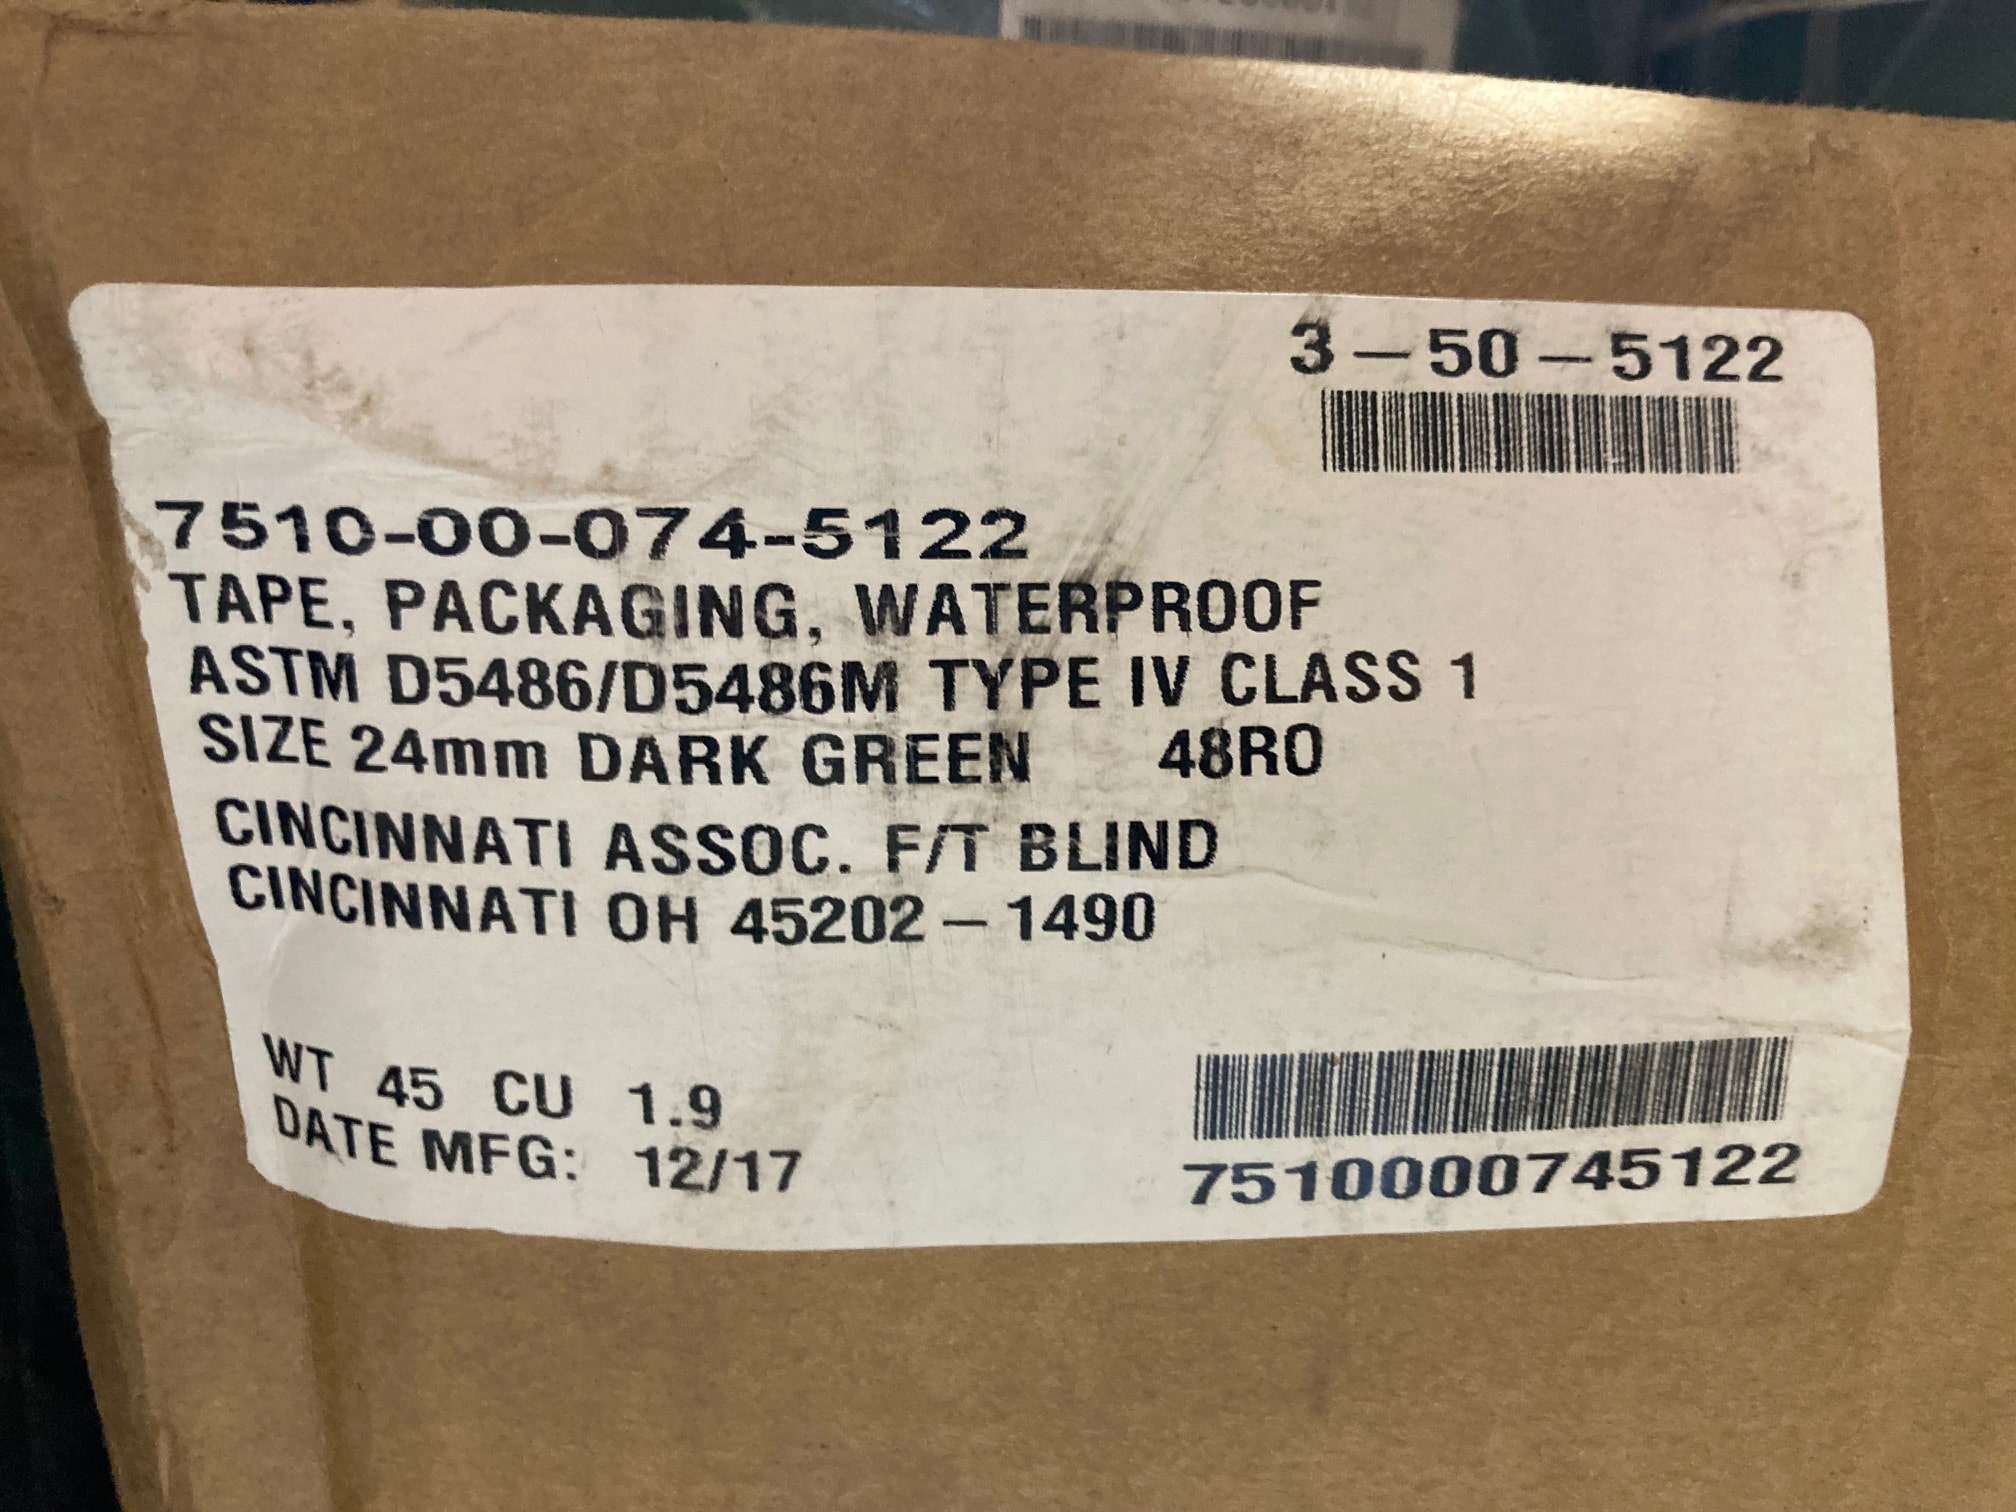 3-50-5122
7510-00-074-5122
TAPE, PACKAGING, WATERPROOF
ASTM D5486/D5486M TYPE IV CLASS 1
SIZE 24mm DARK GREEN 48RO
CINCINNATI ASSOC. F/T BLIND
CINCINNATI OH 45202-1490
WT 45 CU 1.9
DATE MFG: 12/17
7510000745122